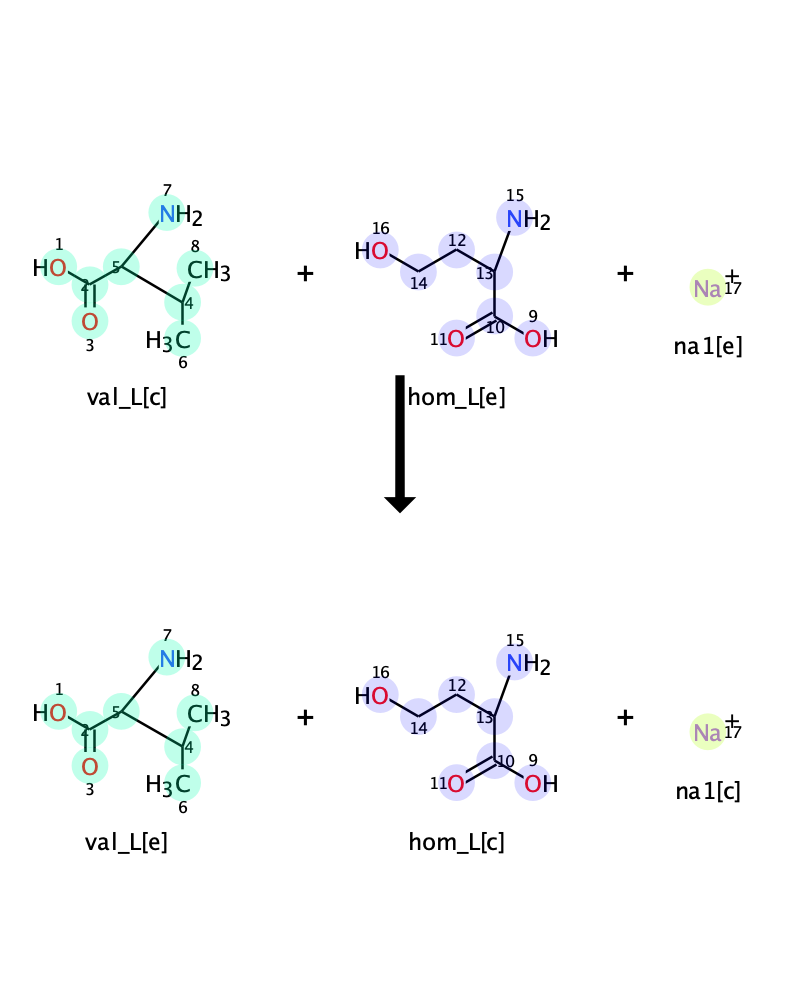 7
NH2
8
CH3
1
HO
5
2
4
O
3
H3C
6
val_L[c]
+
16
HO
12
15
NH2
14
13
10
11
O
9
OH
hom_L[e]
+
Na
+
17
na1[e]
7
NH2
8
CH3
1
HO
5
2
4
O
3
H3C
6
val_L[e]
+
16
HO
12
15
NH2
14
13
10
11
O
9
OH
hom_L[c]
+
Na
+
17
na1[c]